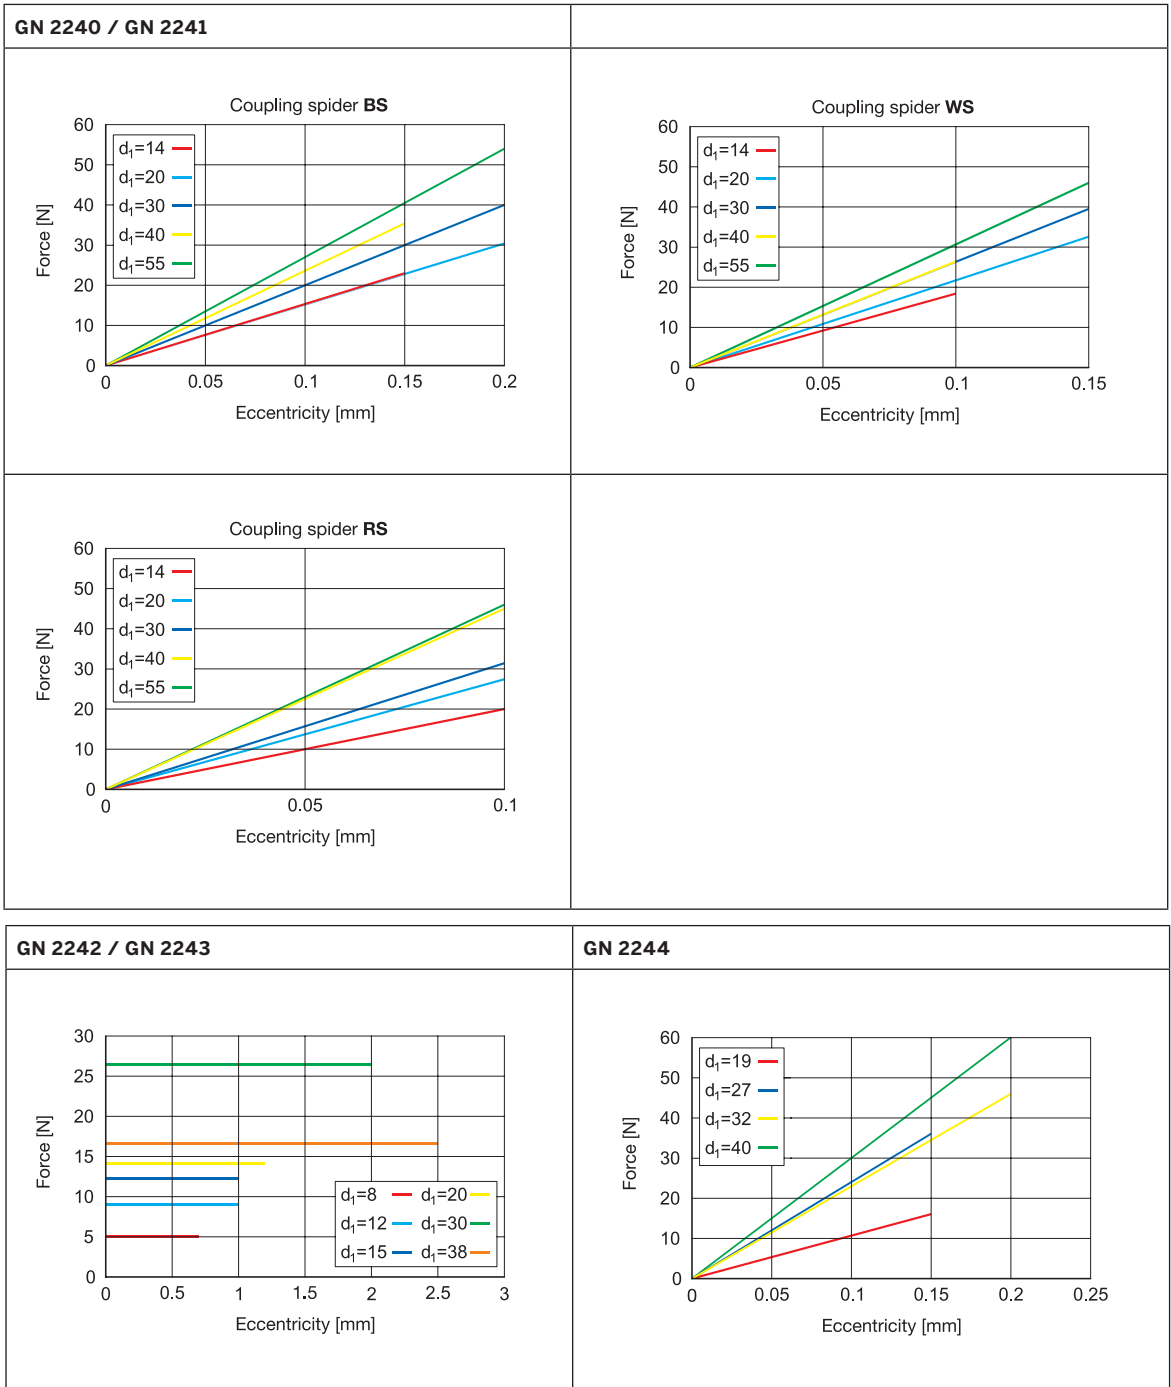 GN 2240 / GN 2241
Coupling spider BS
Force [N]
60
50
40
30
20
10
0
d1=14
d1=20
d1=30
d1=40
d1=55
0 0.05 0.1 0.15 0.2
Eccentricity [mm]
Coupling spider WS
Force [N]
60
50
40
30
20
10
0
d1=14
d1=20
d1=30
d1=40
d1=55
0 0.05 0.1 0.15
Eccentricity [mm]
Coupling spider RS
Force [N]
60
50
40
30
20
10
0
d1=14
d1=20
d1=30
d1=40
d1=55
0 0.05 0.1
Eccentricity [mm]
GN 2242 / GN 2243
Force [N]
30
25
20
15
10
5
0
d1=8 d1=20
d1=12 d1=30
d1=15 d1=38
0 0.5 1 1.5 2 2.5 3
Eccentricity [mm]
GN 2244
Force [N]
60
50
40
30
20
10
0
d1=19
d1=27
d1=32
d1=40
0 0.05 0.1 0.15 0.2 0.25
Eccentricity [mm]